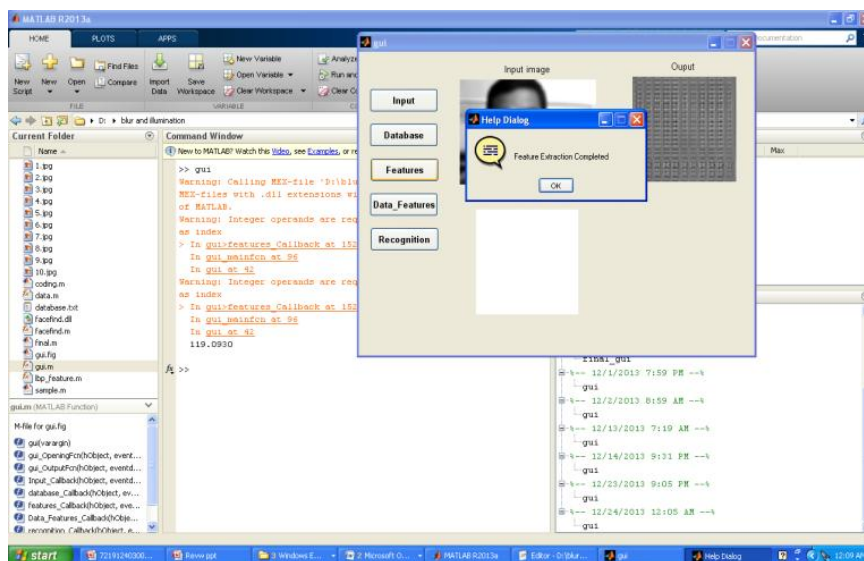 MATLAB R2013a
HOME PLOTS APPS
New Script
New
Open
Find Files
Compare
Import Data
Save Workspace
New Variable
Open Variable
Clear Workspace
Analyze
Run and
Clear Co
FILE
VARIABLE
D: blur and illumination
Current Folder
Name
1.jpg
2.jpg
3.jpg
4.jpg
5.jpg
6.jpg
7.jpg
8.jpg
9.jpg
10.jpg
coding.m
data.m
database.txt
facefind.dll
facefind.m
final.m
gui.fig
gui.m
lbp_feature.m
sample.m
gui.m (MATLAB Function)
M-file for gui.fig
gui(varargin)
gui_OpeningFcn(hObject, event...
gui_OutputFcn(hObject, eventd...
Input_Callback(hObject, eventd...
database_Callback(hObject, ev...
features_Callback(hObject, eve...
Data_Features_Callback(hObje...
recognition_Callback(hObject, e...
Command Window
New to MATLAB? Watch this Video, see Examples, or re
>> gui
Warning: Calling MEX-file 'D:\blu
MEX-files with .dll extensions wi
of MATLAB.
Warning: Integer operands are req
as index
> In gui>features_Callback at 152
In gui_mainfcn at 96
In gui at 42
Warning: Integer operands are req
as index
> In gui>features_Callback at 152
In gui_mainfcn at 96
In gui at 42
119.0930
fx >>
gui
Input image
Ouput
Input
Database
Features
Data_Features
Recognition
Help Dialog
Feature Extraction Completed
OK
ocumentation
Max
final_gui
%-- 12/1/2013 7:59 PM --%
gui
%-- 12/2/2013 8:59 AM --%
gui
%-- 12/13/2013 7:19 AM --%
gui
%-- 12/14/2013 9:31 PM --%
gui
%-- 12/23/2013 9:05 PM --%
gui
%-- 12/24/2013 12:05 AM --%
gui
start
72191240300...
Revw ppt
3 Windows E...
2 Microsoft O...
MATLAB R2013a
Editor - D:\blur...
gui
Help Dialog
12:09 AM